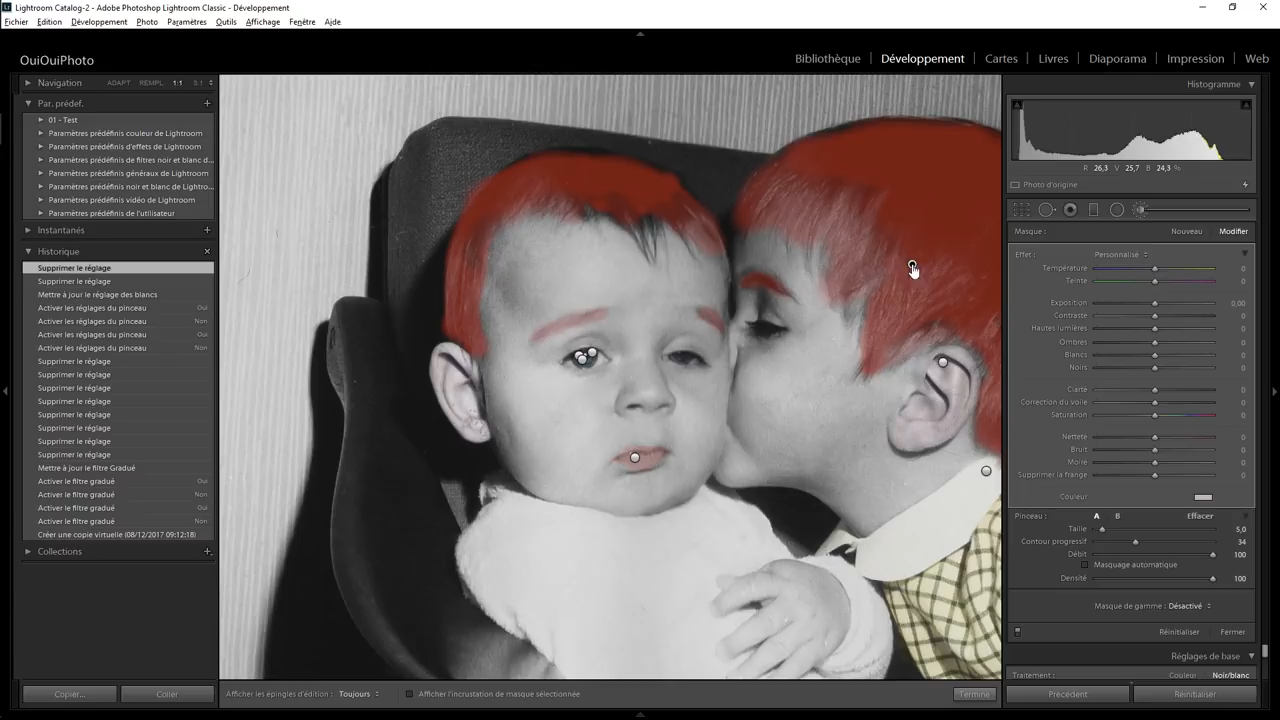 Lightroom Catalog-2 - Adobe Photoshop Lightroom Classic - Développement
Fichier Edition Développement Photo Paramètres Outils Affichage Fenêtre Aide
OuiOuiPhoto
Bibliothèque Développement Cartes Livres Diaporama Impression Web
Navigation ADAPT REMPL. 1:1 5:1
Par. prédéf.
01 - Test
Paramètres prédéfinis couleur de Lightroom
Paramètres prédéfinis d'effets de Lightroom
Paramètres prédéfinis de filtres noir et blanc d...
Paramètres prédéfinis généraux de Lightroom
Paramètres prédéfinis noir et blanc de Lightro...
Paramètres prédéfinis vidéo de Lightroom
Paramètres prédéfinis de l'utilisateur
Instantanés
Historique
Supprimer le réglage
Supprimer le réglage
Mettre à jour le réglage des blancs
Activer les réglages du pinceau Oui
Activer les réglages du pinceau Non
Activer les réglages du pinceau Oui
Activer les réglages du pinceau Non
Supprimer le réglage
Supprimer le réglage
Supprimer le réglage
Supprimer le réglage
Supprimer le réglage
Supprimer le réglage
Supprimer le réglage
Supprimer le réglage
Mettre à jour le filtre Gradué
Activer le filtre gradué Oui
Activer le filtre gradué Non
Activer le filtre gradué Oui
Activer le filtre gradué Non
Créer une copie virtuelle (08/12/2017 09:12:18)
Collections
Copier... Coller
Afficher les épingles d'édition : Toujours Afficher l'incrustation de masque sélectionnée Terminé
Histogramme
R 26,3 V 25,7 B 24,3 %
Photo d'origine
Masque : Nouveau Modifier
Effet : Personnalisé
Température 0
Teinte 0
Exposition 0,00
Contraste 0
Hautes lumières 0
Ombres 0
Blancs 0
Noirs 0
Clarté 0
Correction du voile 0
Saturation 0
Netteté 0
Bruit 0
Moiré 0
Supprimer la frange 0
Couleur
Pinceau : A B Effacer
Taille 5,0
Contour progressif 34
Débit 100
Masquage automatique
Densité 100
Masque de gamme : Désactivé
Réinitialiser Fermer
Réglages de base
Traitement : Couleur Noir/blanc
Précédent Réinitialiser